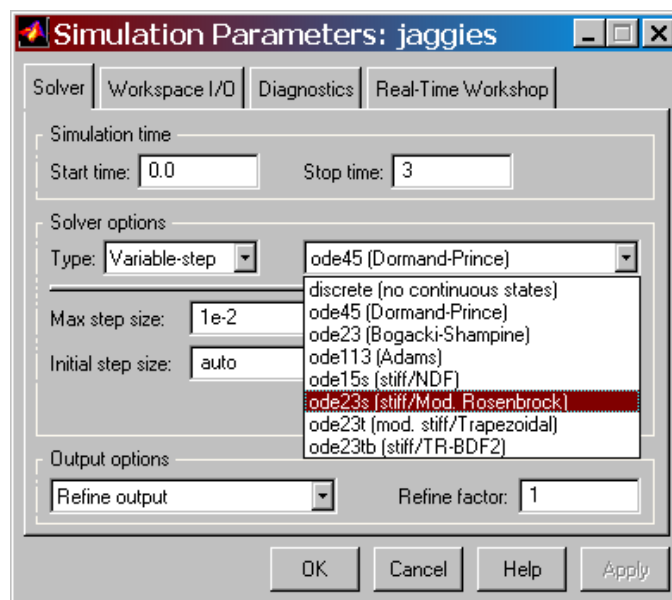 Simulation Parameters: jaggies
Solver Workspace I/O Diagnostics Real-Time Workshop
Simulation time
Start time: 0.0 Stop time: 3
Solver options
Type: Variable-step ode45 (Dormand-Prince)
discrete (no continuous states)
ode45 (Dormand-Prince)
Max step size: 1e-2
ode23 (Bogacki-Shampine)
ode113 (Adams)
Initial step size: auto
ode15s (stiff/NDF)
ode23s (stiff/Mod. Rosenbrock)
ode23t (mod. stiff/Trapezoidal)
ode23tb (stiff/TR-BDF2)
Output options
Refine output Refine factor: 1
OK Cancel Help Apply